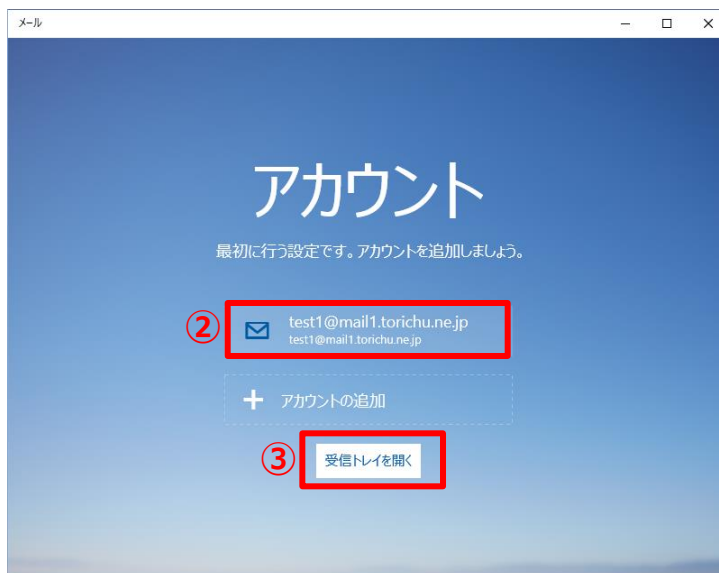 メール
アカウント
最初に行う設定です。アカウントを追加しましょう。
②
test1@mail1.torichu.ne.jp
test1@mail1.torichu.ne.jp
アカウントの追加
③
受信トレイを開く